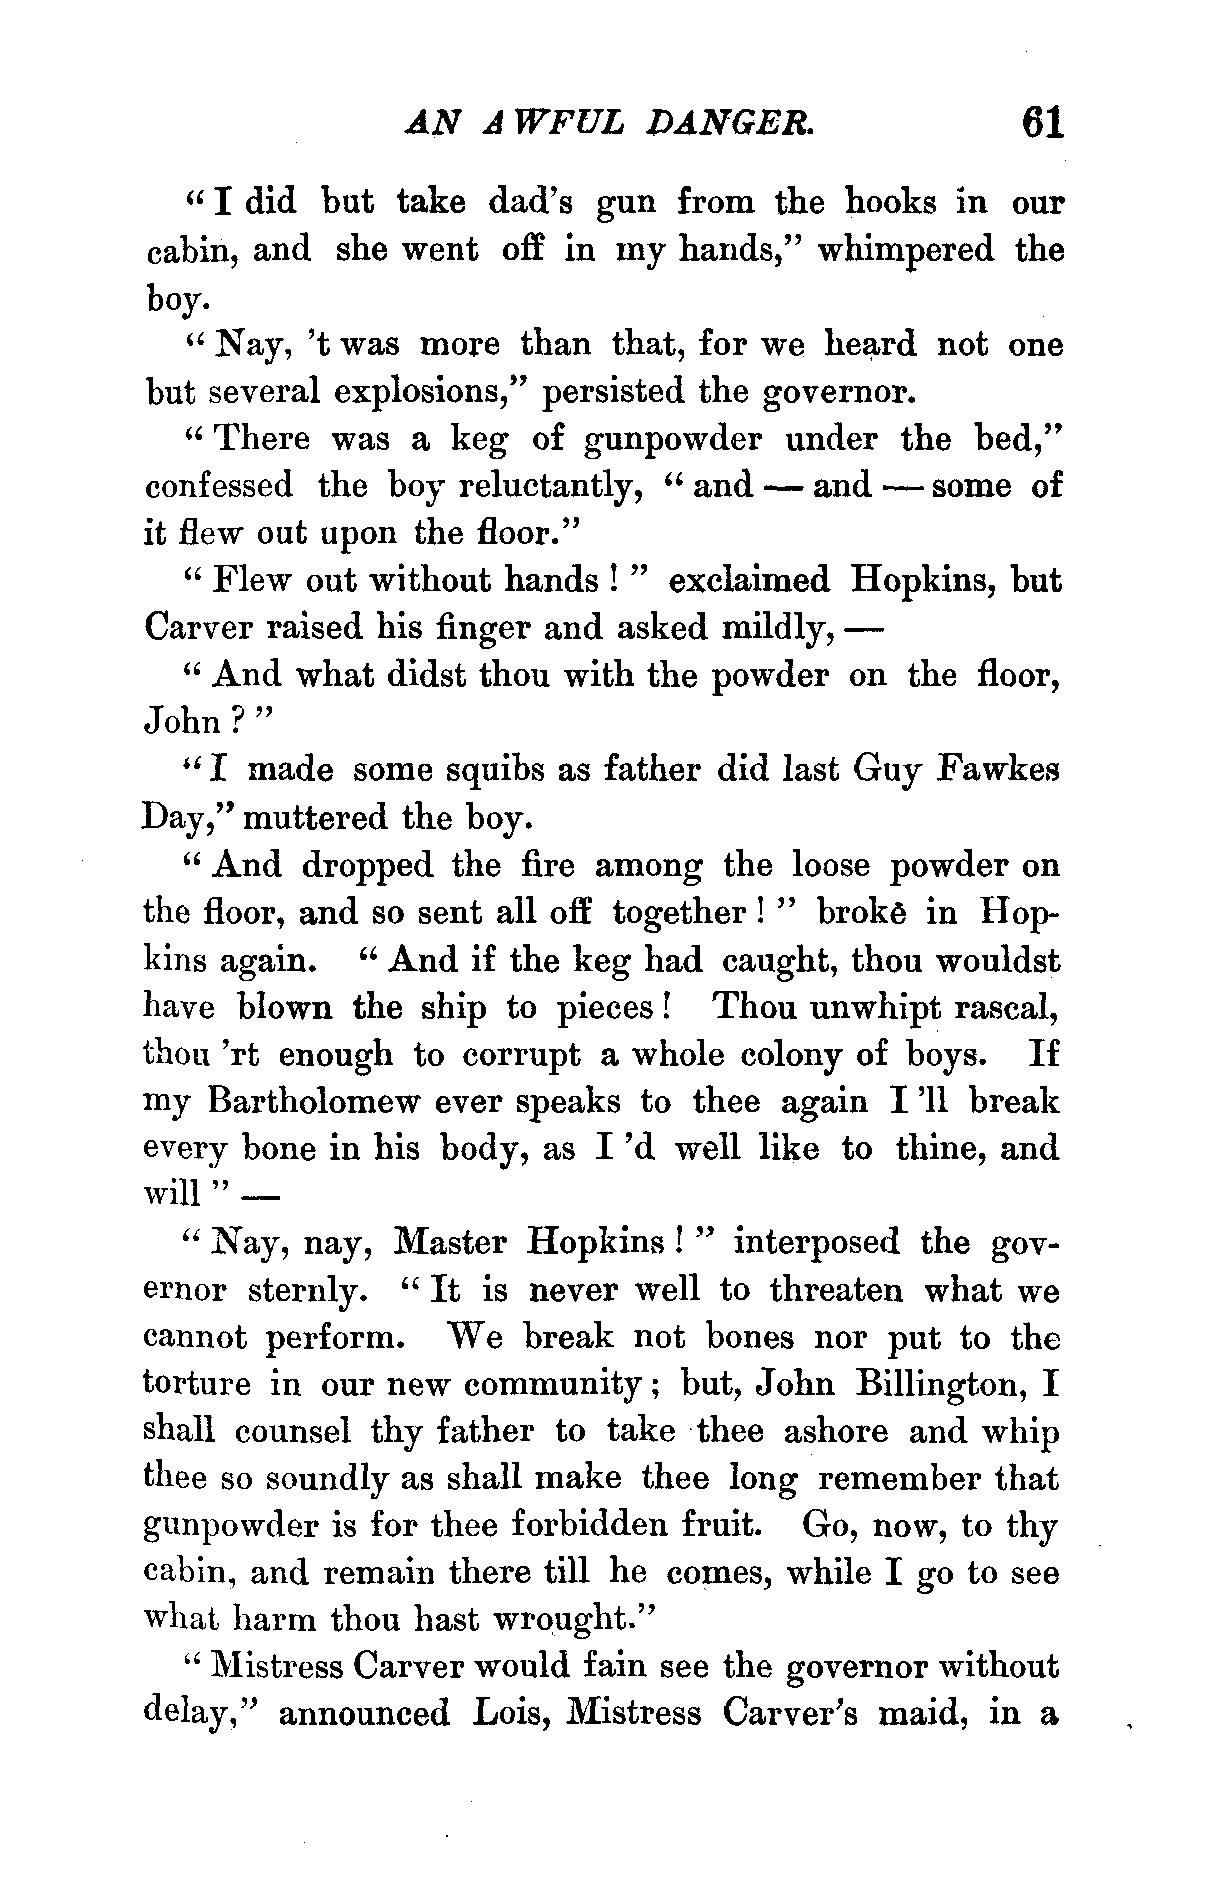 AN AWFUL DANGER. 61
"I did but take dad's gun from the hooks in our
cabin, and she went off in my hands," whimpered the
boy.
"Nay, 't was more than that, for we heard not one
but several explosions," persisted the governor.
"There was a keg of gunpowder under the bed,"
confessed the boy reluctantly, "and — and — some of
it flew out upon the floor."
"Flew out without hands!" exclaimed Hopkins, but
Carver raised his finger and asked mildly, —
"And what didst thou with the powder on the floor,
John?"
"I made some squibs as father did last Guy Fawkes
Day," muttered the boy.
"And dropped the fire among the loose powder on
the floor, and so sent all off together!" broke in Hop-
kins again. "And if the keg had caught, thou wouldst
have blown the ship to pieces! Thou unwhipt rascal,
thou 'rt enough to corrupt a whole colony of boys. If
my Bartholomew ever speaks to thee again I 'll break
every bone in his body, as I 'd well like to thine, and
will" —
"Nay, nay, Master Hopkins!" interposed the gov-
ernor sternly. "It is never well to threaten what we
cannot perform. We break not bones nor put to the
torture in our new community; but, John Billington, I
shall counsel thy father to take thee ashore and whip
thee so soundly as shall make thee long remember that
gunpowder is for thee forbidden fruit. Go, now, to thy
cabin, and remain there till he comes, while I go to see
what harm thou hast wrought."
"Mistress Carver would fain see the governor without
delay," announced Lois, Mistress Carver's maid, in a